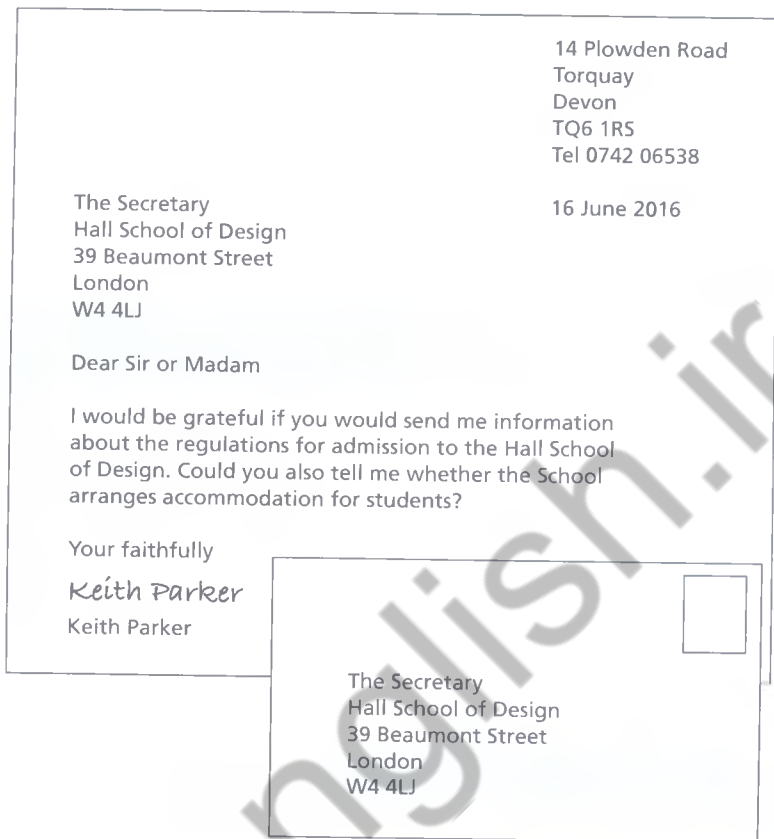 14 Plowden Road
Torquay
Devon
TQ6 1RS
Tel 0742 06538
16 June 2016
The Secretary
Hall School of Design
39 Beaumont Street
London
W4 4LJ
Dear Sir or Madam
I would be grateful if you would send me information
about the regulations for admission to the Hall School
of Design. Could you also tell me whether the School
arranges accommodation for students?
Your faithfully
Keith Parker
Keith Parker
The Secretary
Hall School of Design
39 Beaumont Street
London
W4 4LJ
nglish.ir